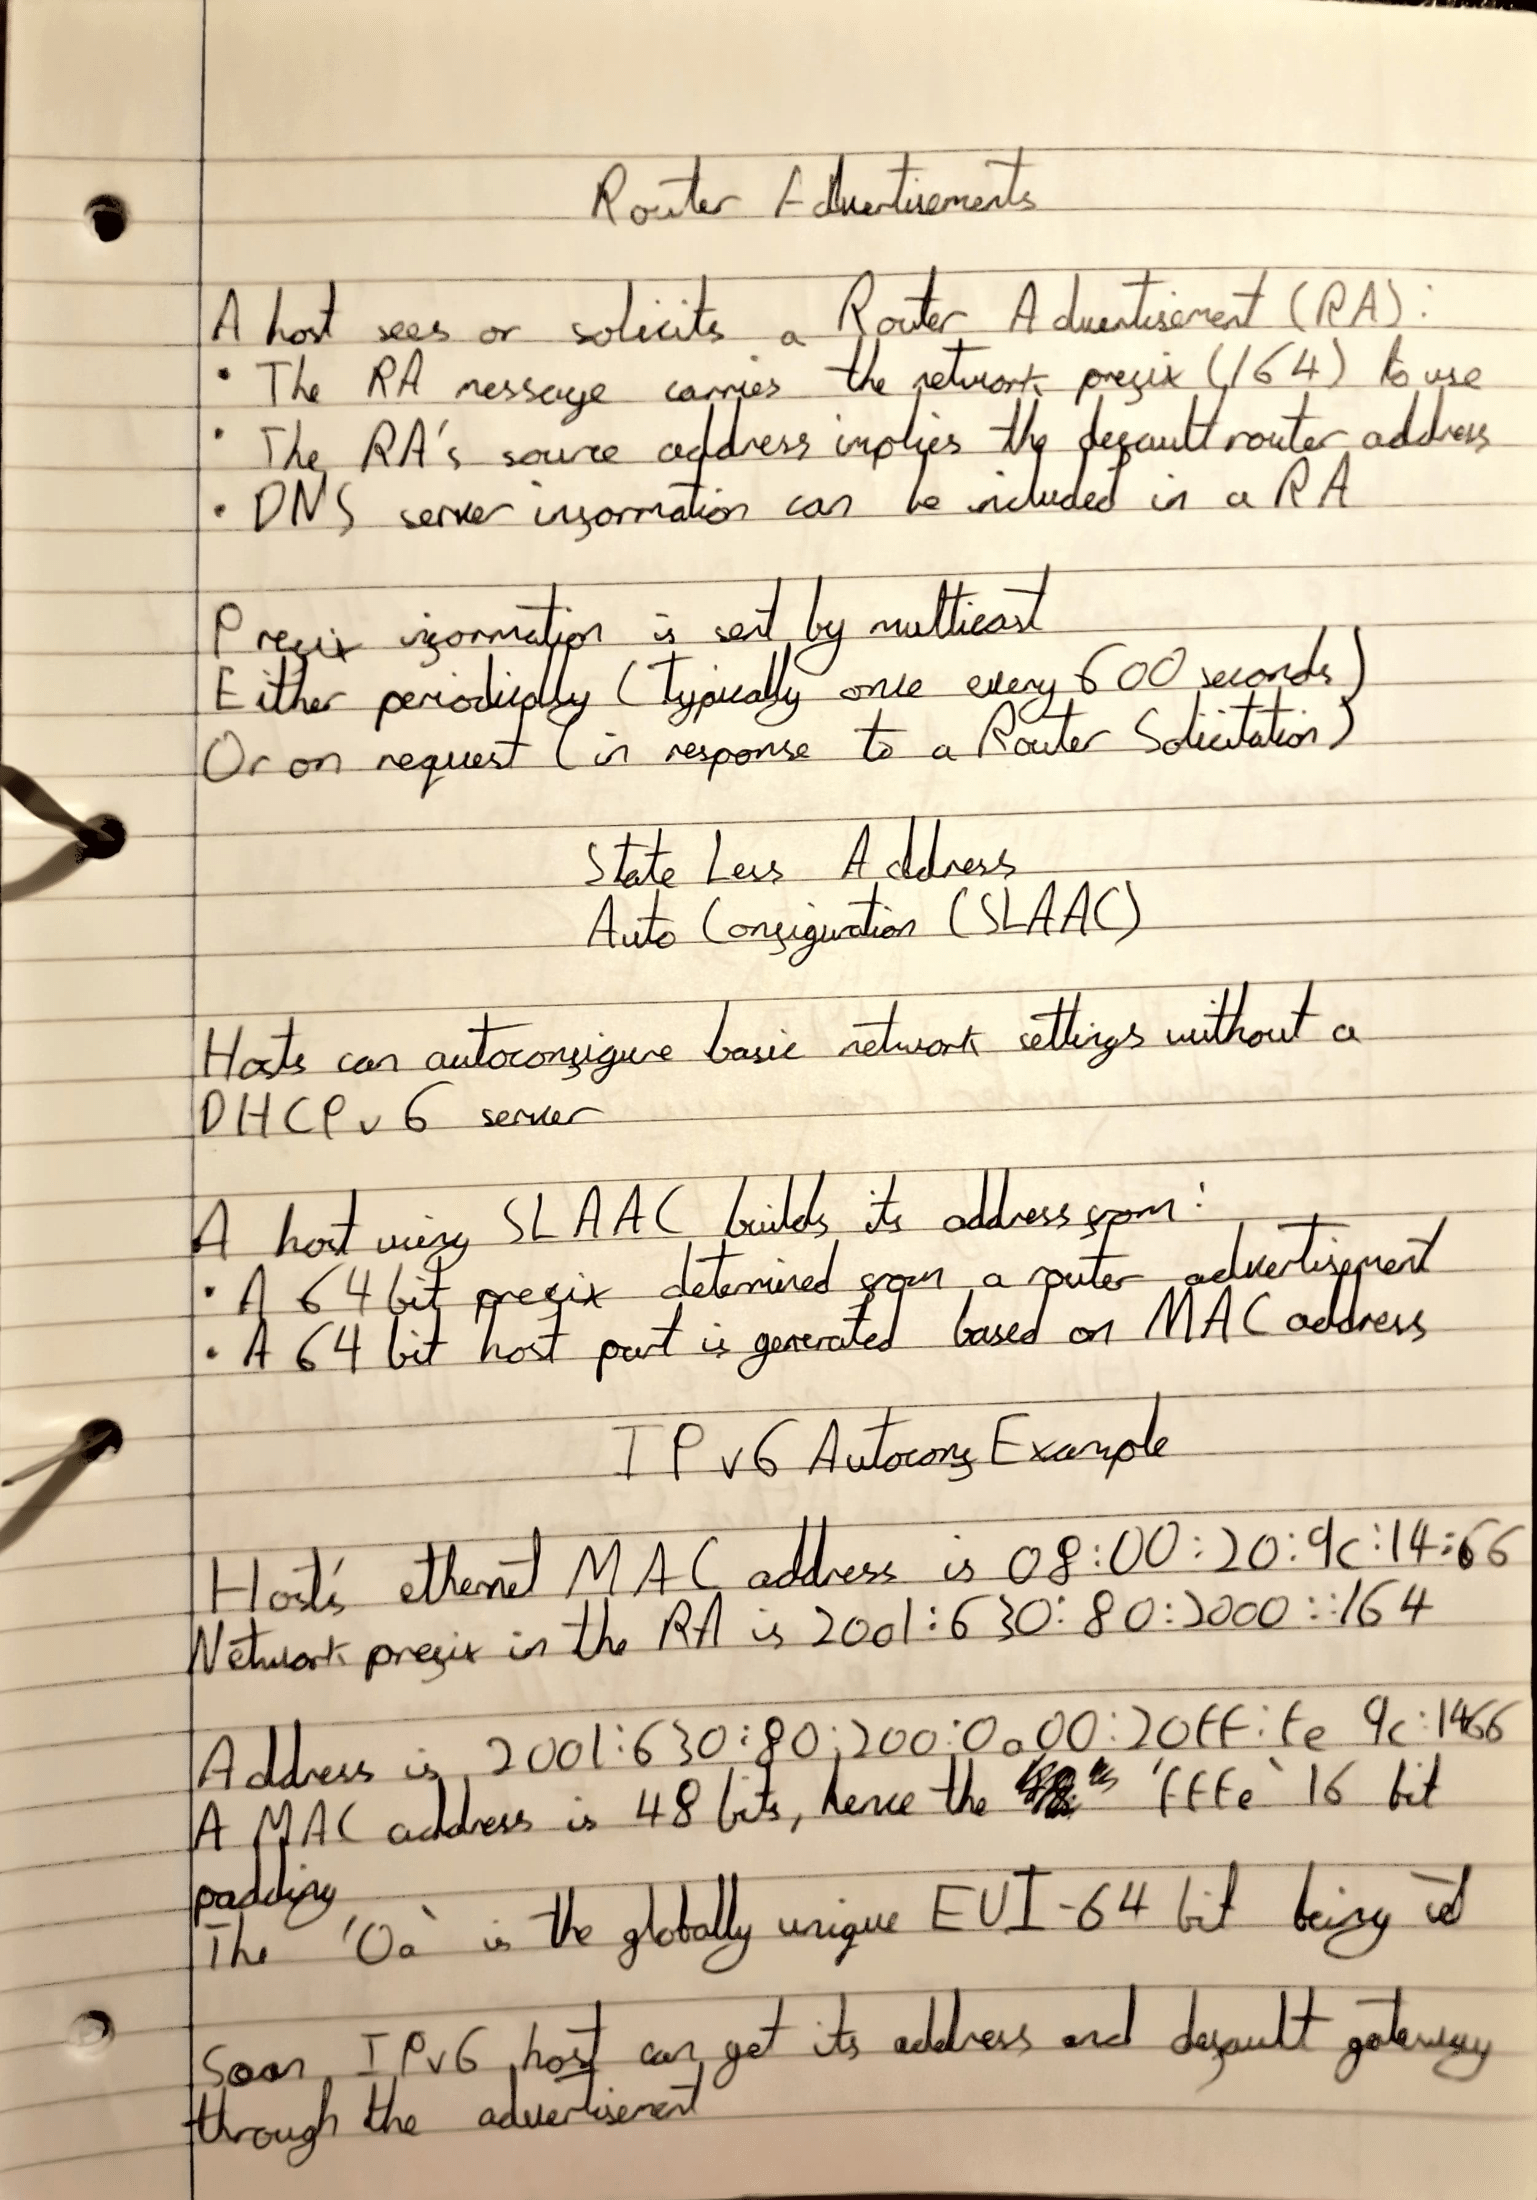 Router Advertisements
A host sees or solicits a Router Advertisement (RA):
• The RA message carries the network prefix (/64) to use
• The RA's source address implies the default router address
• DNS server information can be included in a RA
Prefix information is sent by multicast
Either periodically (typically once every 600 seconds)
Or on request (in response to a Router Solicitation)
State Less Address
Auto Configuration (SLAAC)
Hosts can autoconfigure basic network settings without a
DHCPv6 server
A host using SLAAC builds its address from:
• A 64 bit prefix determined from a router advertisement
• A 64 bit host part is generated based on MAC address
IPv6 Autoconf Example
Host's ethernet MAC address is 08:00:20:9c:14:66
Network prefix in the RA is 2001:630:80:2000::/64
Address is 2001:630:80:200:0a00:20ff:fe 9c:1466
A MAC address is 48 bits, hence the 'fffe' 16 bit
padding
The '0a' is the globally unique EUI-64 bit being
Soon IPv6 host can get its address and default gateway
through the advertisement